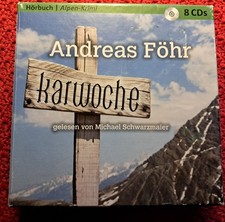 Hörbuch | Alpen-Krimi
8 CDs
Andreas Föhr
karwoche
gelesen von Michael Schwarzmaier